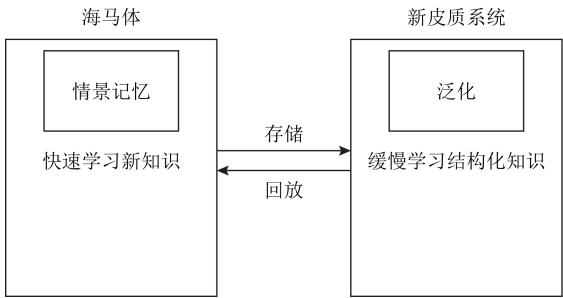 海马体
新皮质系统
情景记忆
泛化
存储
快速学习新知识
缓慢学习结构化知识
回放